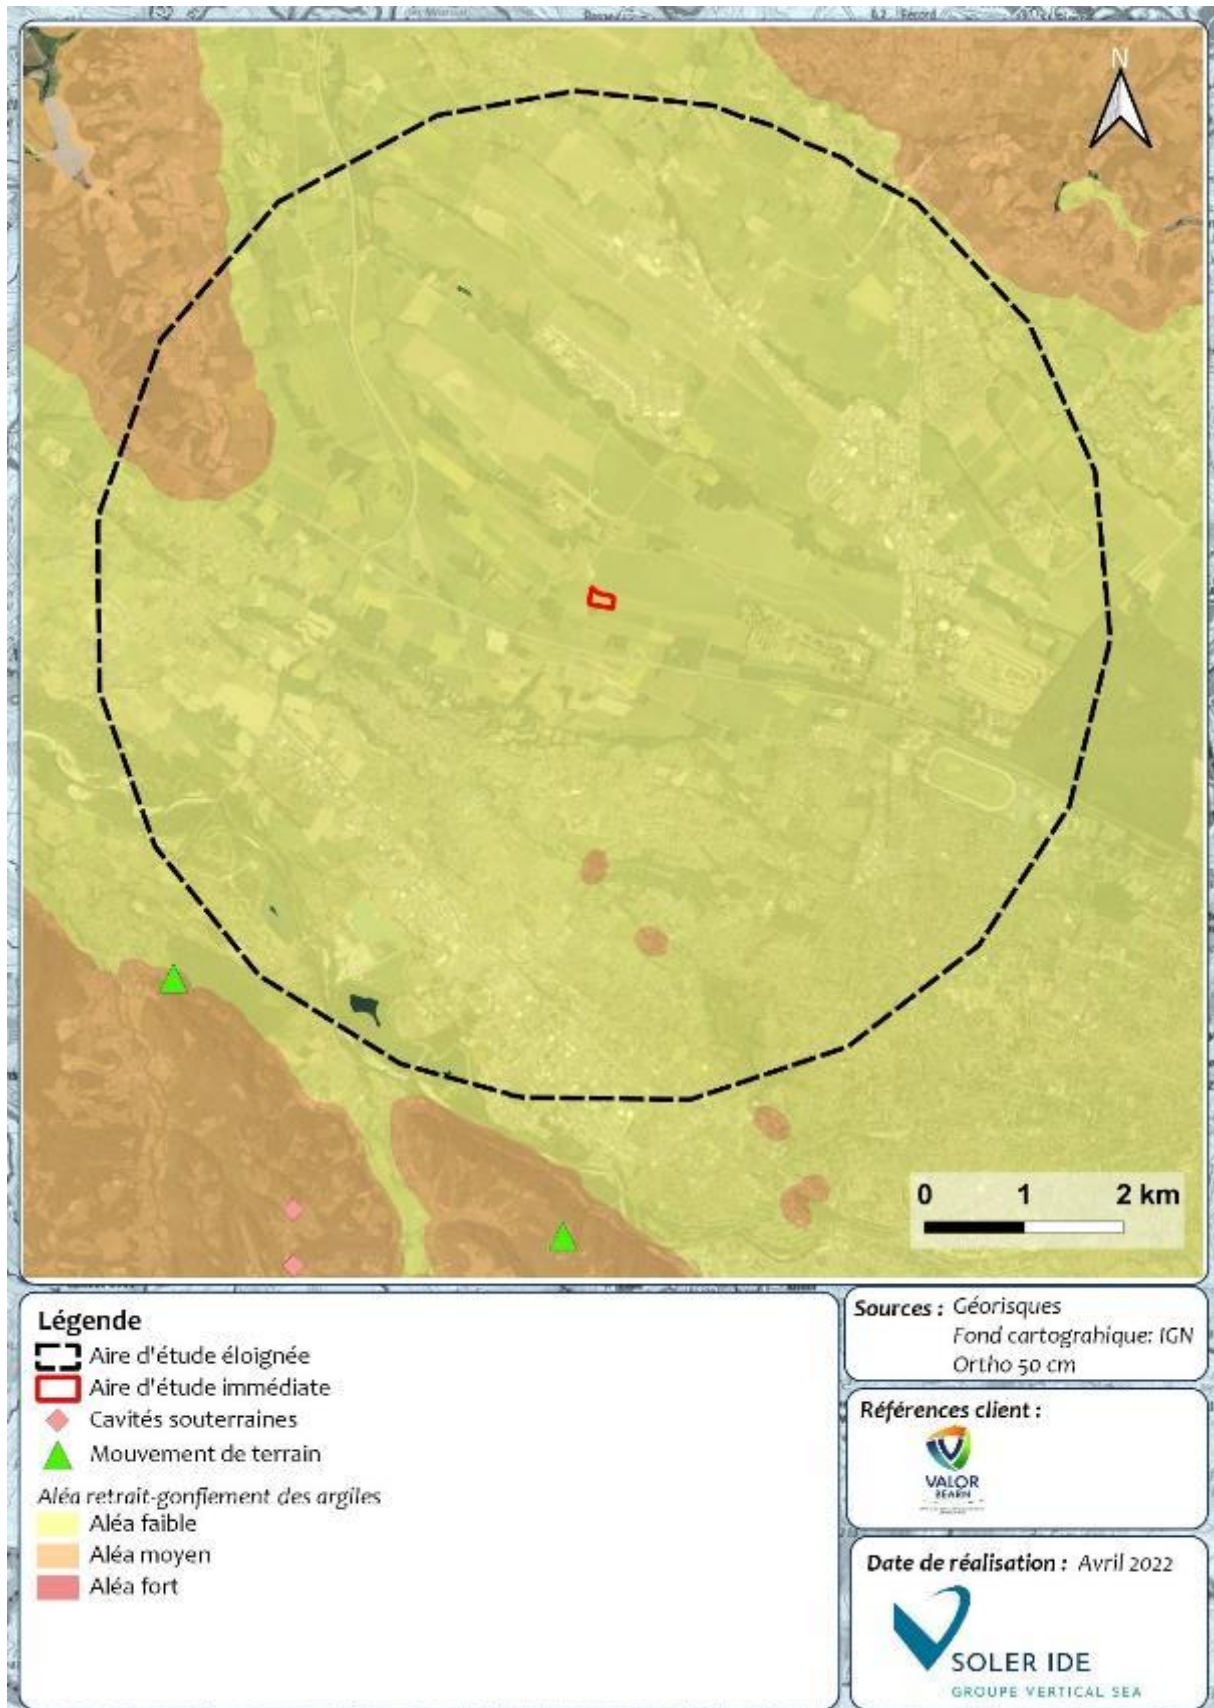 N
0 1 2 km
Légende
Aire d'étude éloignée
Aire d'étude immédiate
Cavités souterraines
Mouvement de terrain
Aléa retrait-gonflement des argiles
Aléa faible
Aléa moyen
Aléa fort
Sources : Géorisques
Fond cartograhique: IGN
Ortho 50 cm
Références client :
VALOR
BEARN
Date de réalisation : Avril 2022
SOLER IDE
GROUPE VERTICAL SEA